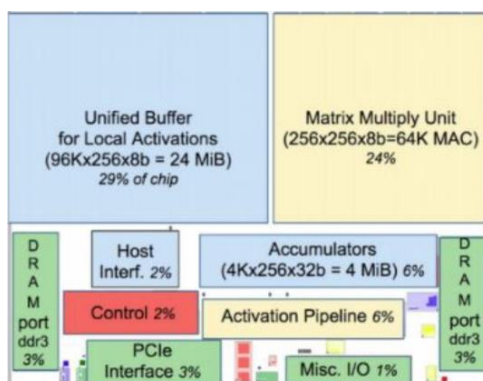 Unified Buffer
for Local Activations
(96Kx256x8b = 24 MiB)
29% of chip
Matrix Multiply Unit
(256x256x8b=64K MAC)
24%
D
R
A
M
port
ddr3
3%
Host
Interf. 2%
Accumulators
(4Kx256x32b = 4 MiB) 6%
D
R
A
M
port
ddr3
3%
Control 2%
Activation Pipeline 6%
PCIe
Interface 3%
Misc. I/O 1%